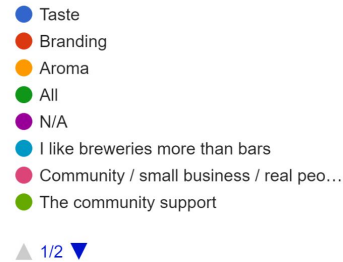 Taste
Branding
Aroma
All
N/A
I like breweries more than bars
Community / small business / real peo…
The community support
1/2